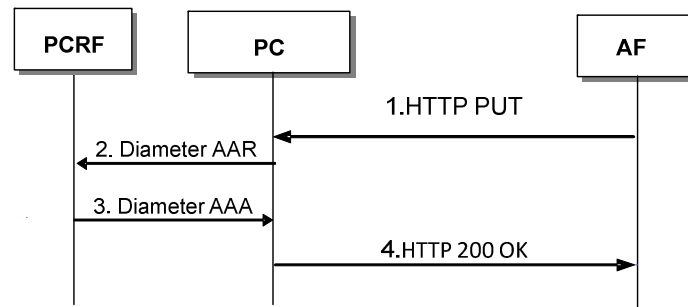 PCRF
PC
AF
1.HTTP PUT
2. Diameter AAR
3. Diameter AAA
4.HTTP 200 OK